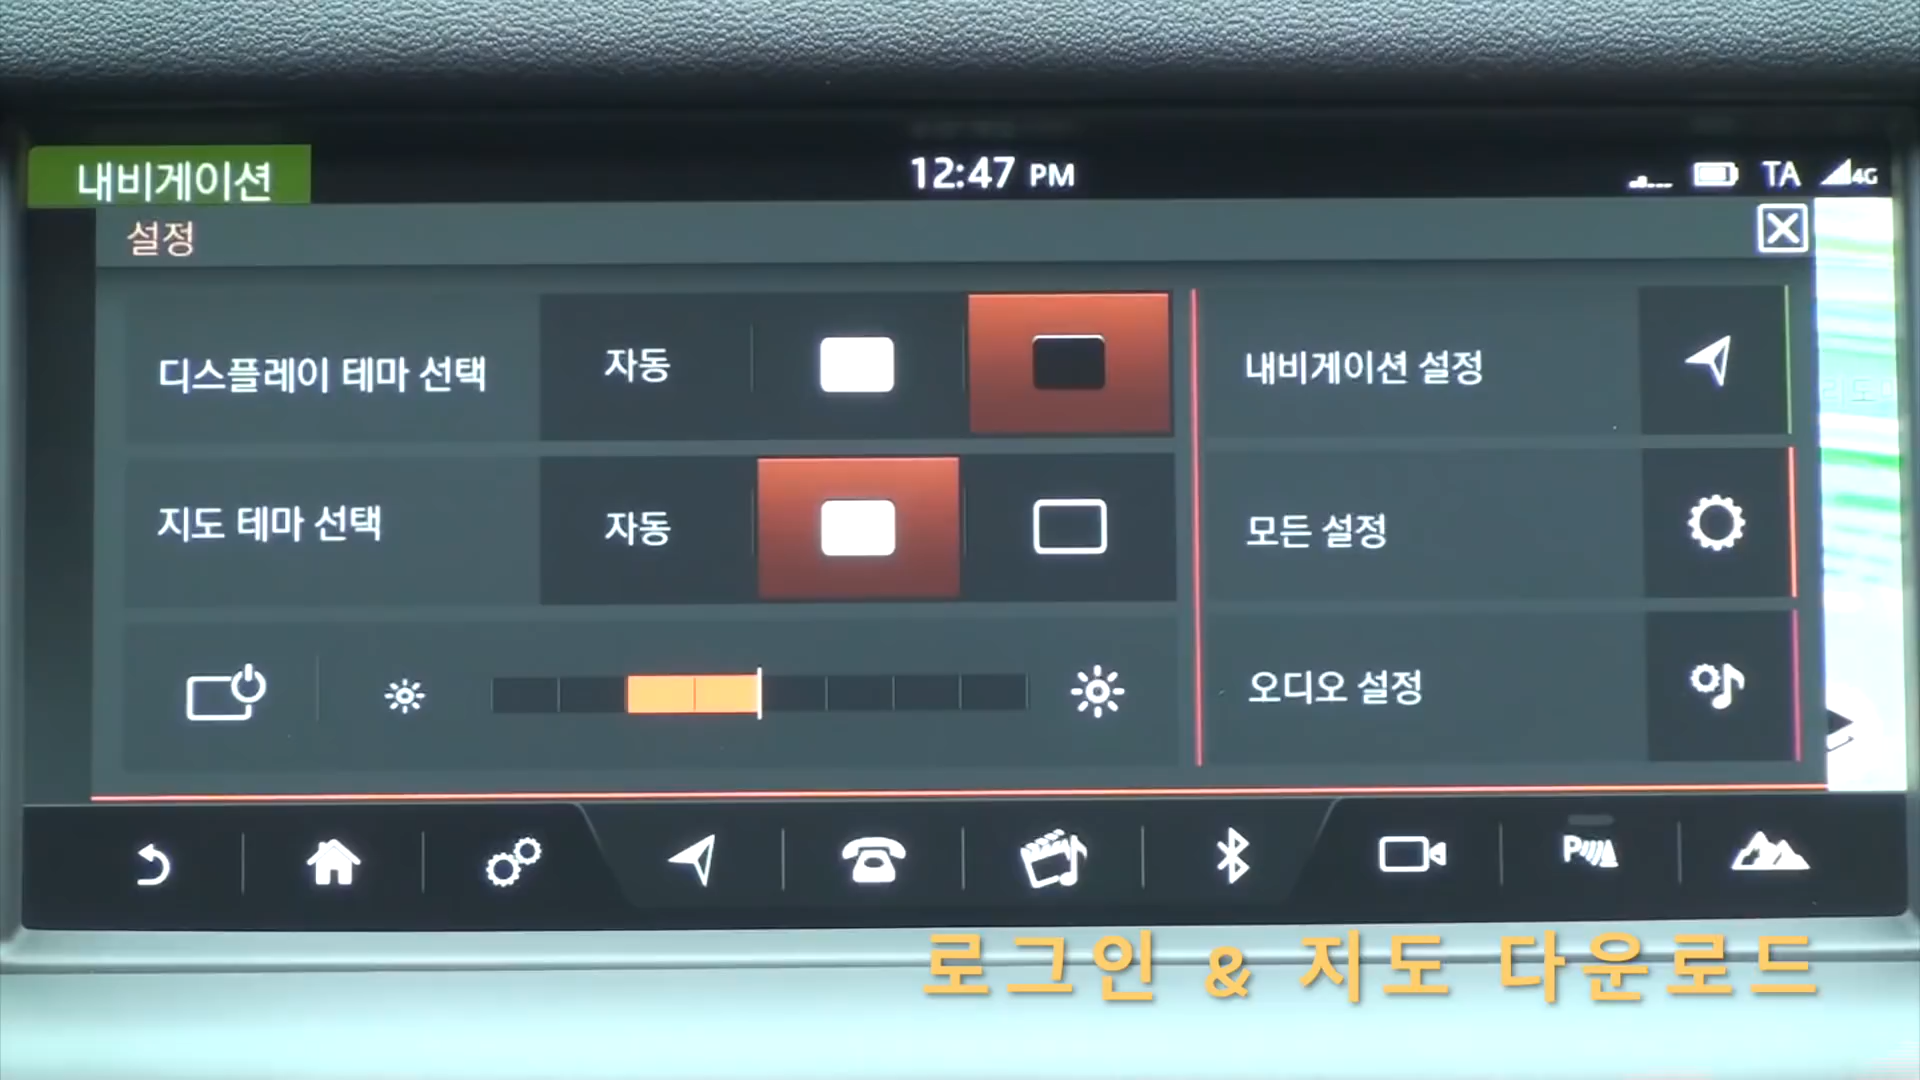 내비게이션
12:47 PM
TA
4G
설정
디스플레이 테마 선택
자동
내비게이션 설정
지도 테마 선택
자동
모든 설정
오디오 설정
P
로그인 & 지도 다운로드